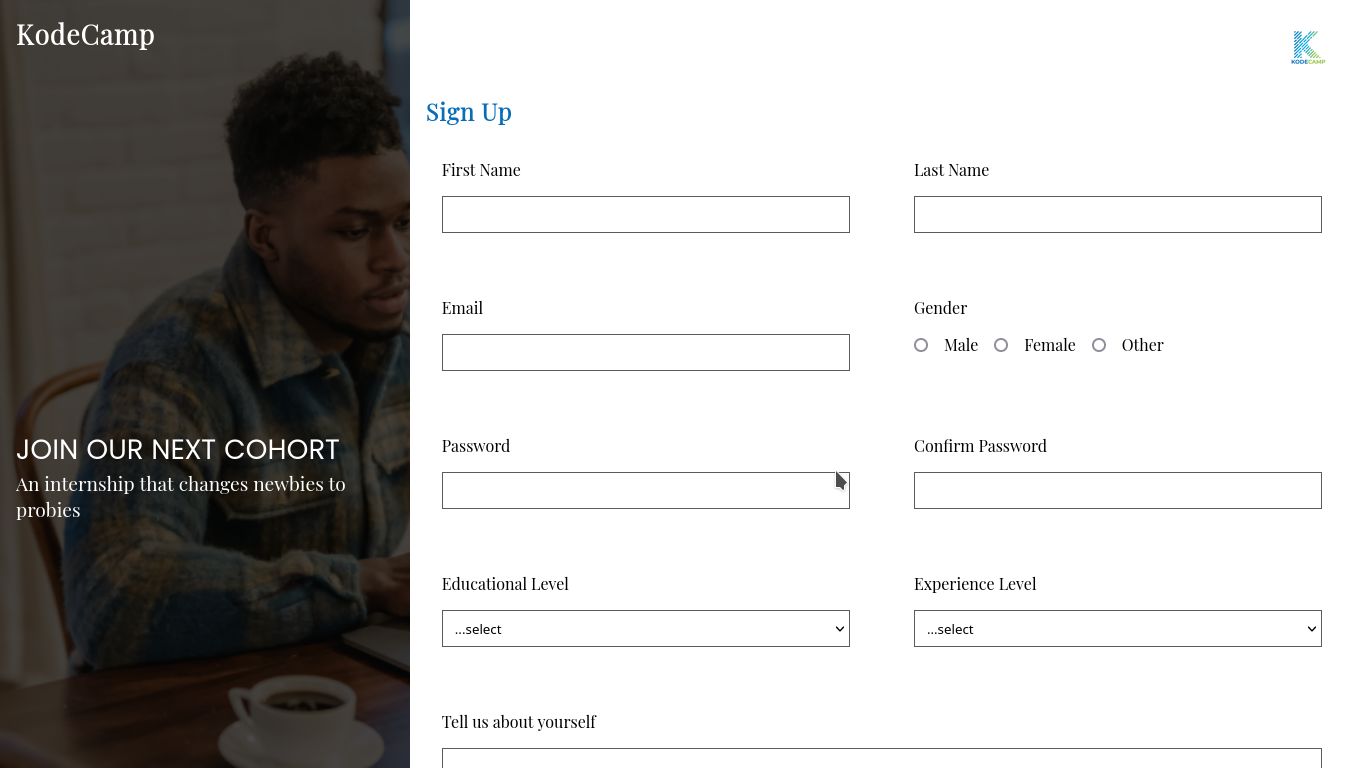 KodeCamp
JOIN OUR NEXT COHORT
An internship that changes newbies to
probies
K
KODECAMP
Sign Up
First Name
Last Name
Email
Gender
Male Female Other
Password
Confirm Password
Educational Level
Experience Level
...select
...select
Tell us about yourself